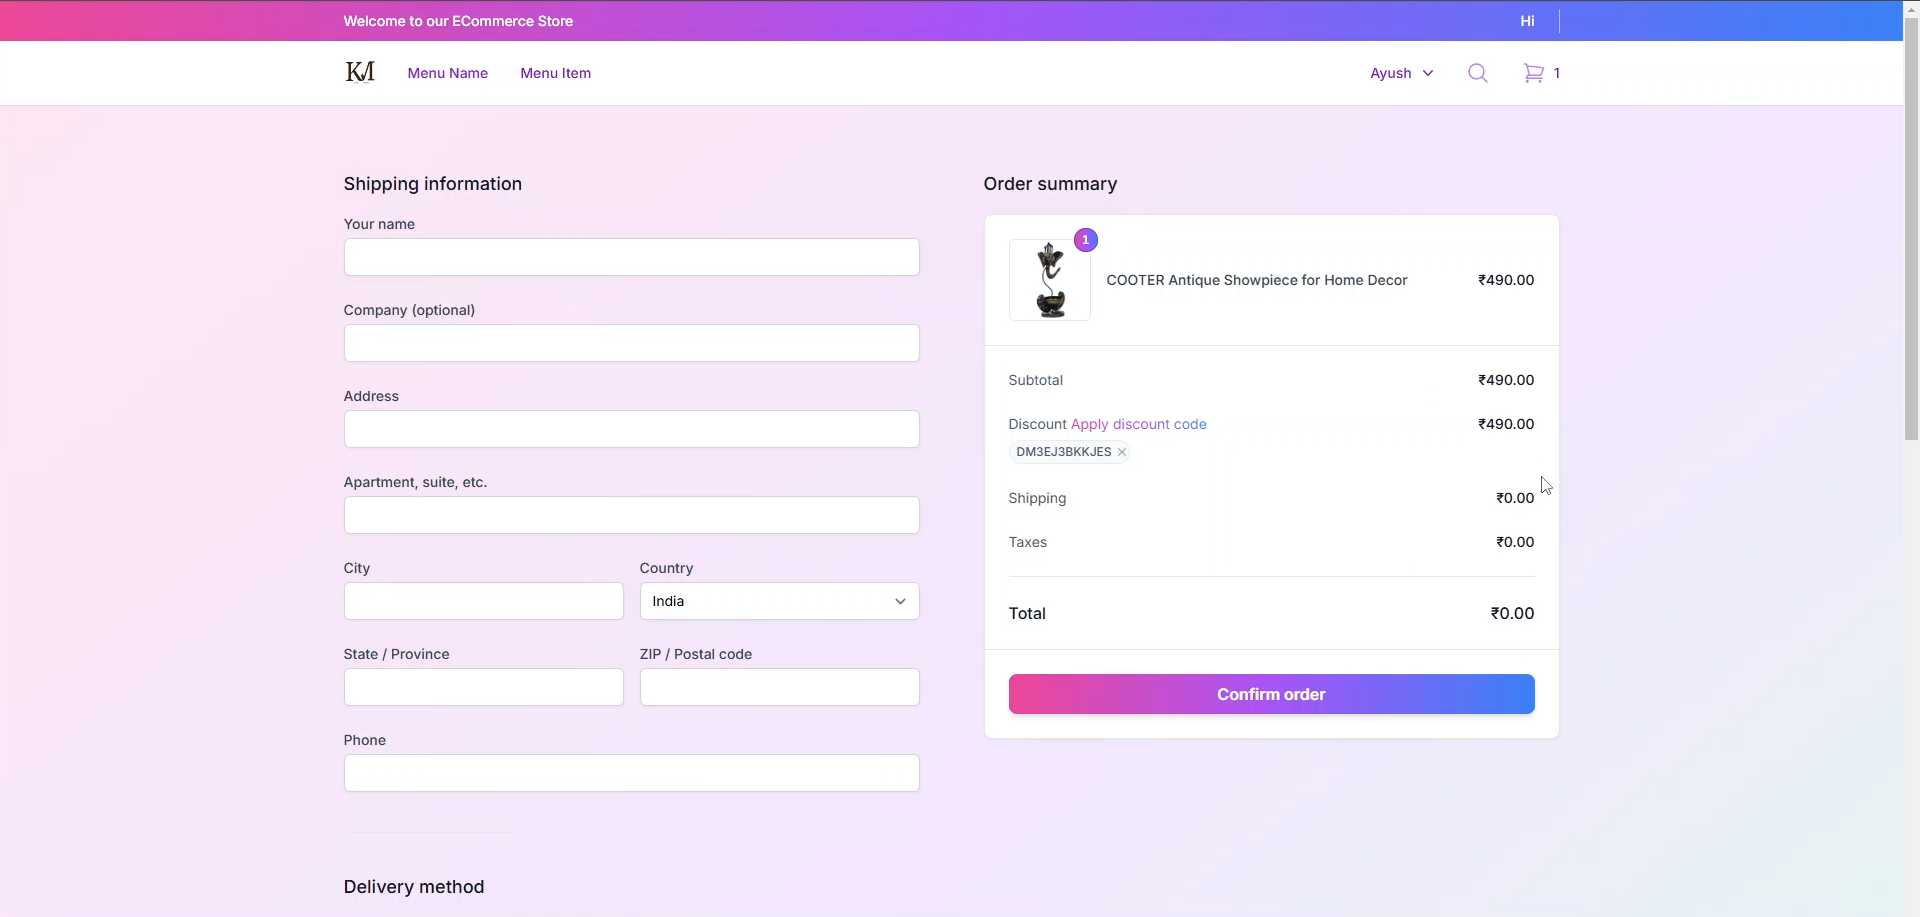 Welcome to our ECommerce Store
Hi
KM
Menu Name
Menu Item
Ayush
1
Shipping information
Your name
Company (optional)
Address
Apartment, suite, etc.
City
Country
India
State / Province
ZIP / Postal code
Phone
Delivery method
Order summary
1
COOTER Antique Showpiece for Home Decor
₹490.00
Subtotal
₹490.00
Discount Apply discount code
₹490.00
DM3EJ3BKKJES
Shipping
₹0.00
Taxes
₹0.00
Total
₹0.00
Confirm order